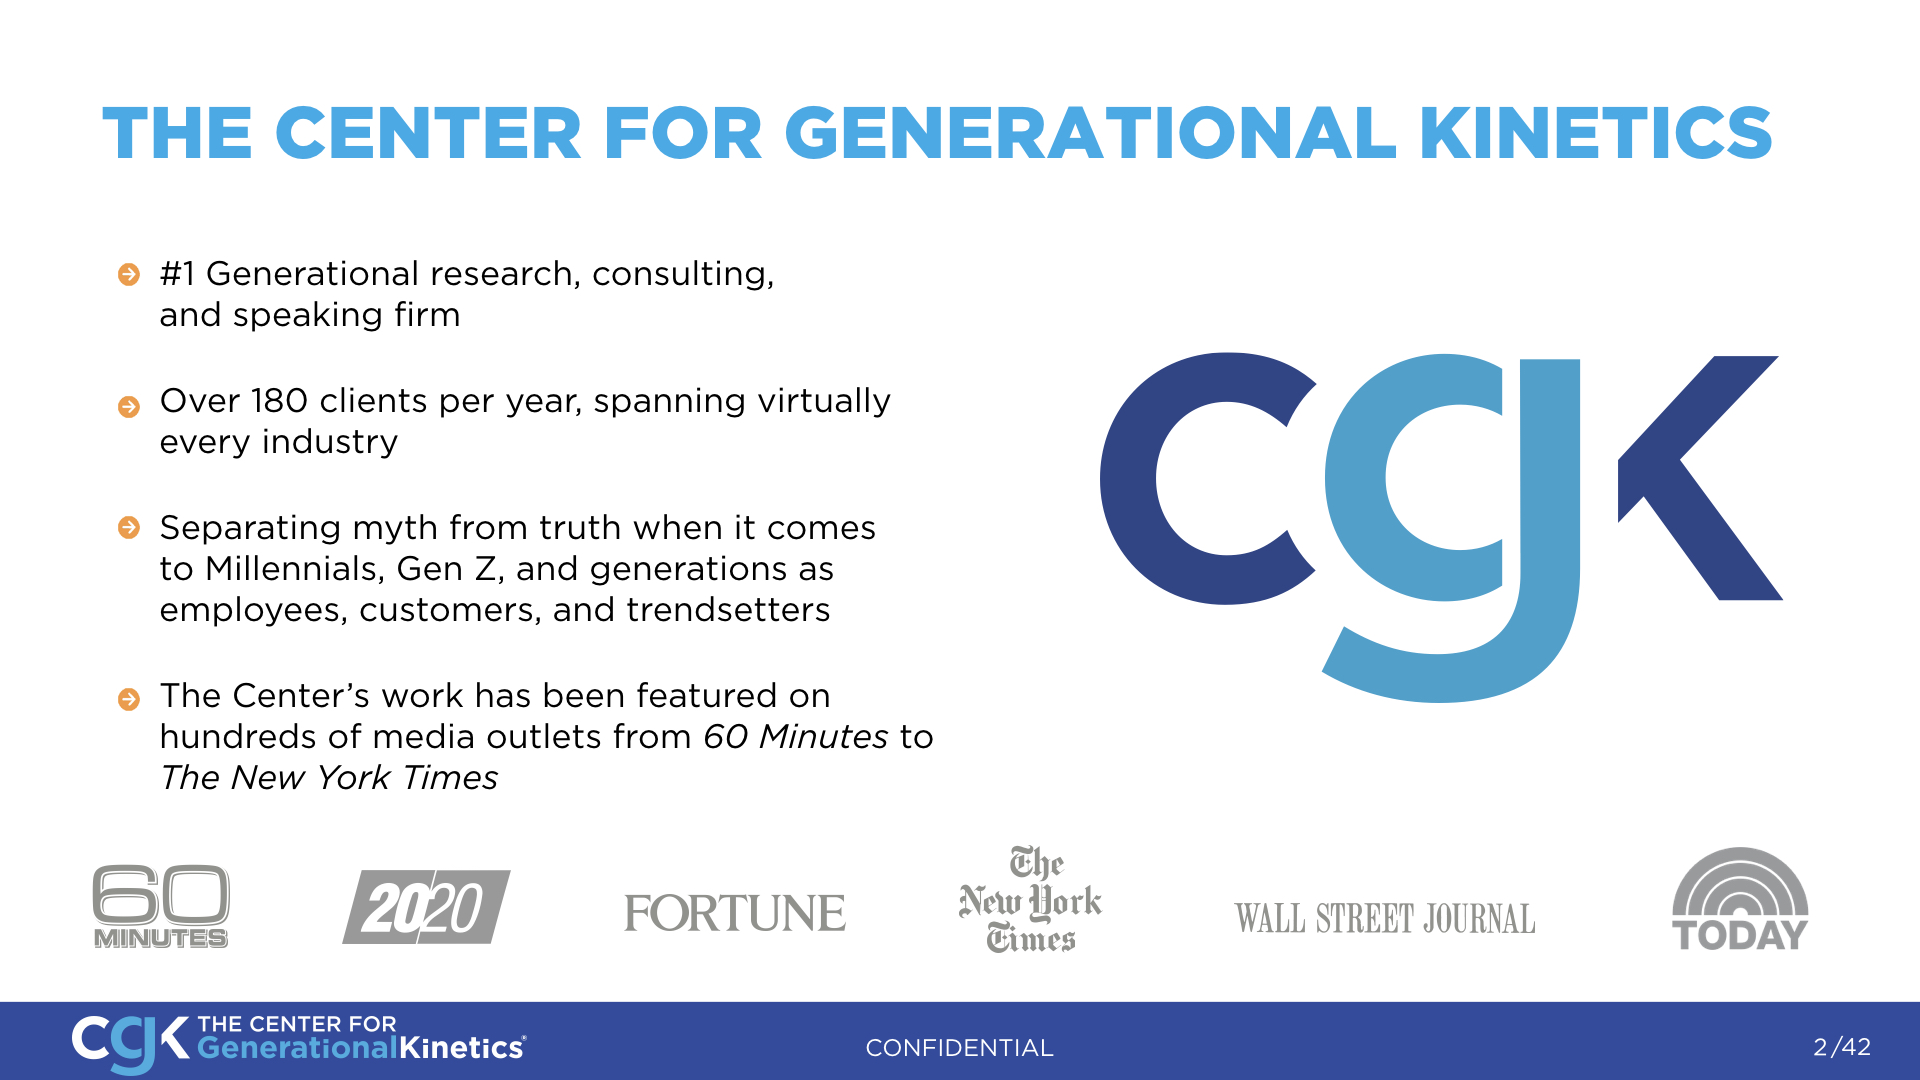 THE CENTER FOR GENERATIONAL KINETICS
#1 Generational research, consulting,
and speaking firm
Over 180 clients per year, spanning virtually
every industry
Separating myth from truth when it comes
to Millennials, Gen Z, and generations as
employees, customers, and trendsetters
The Center’s work has been featured on
hundreds of media outlets from 60 Minutes to
The New York Times
cgk
60
MINUTES
2020
FORTUNE
The
New York
Times
WALL STREET JOURNAL
TODAY
cgk THE CENTER FOR
GenerationalKinetics®
CONFIDENTIAL
2/42